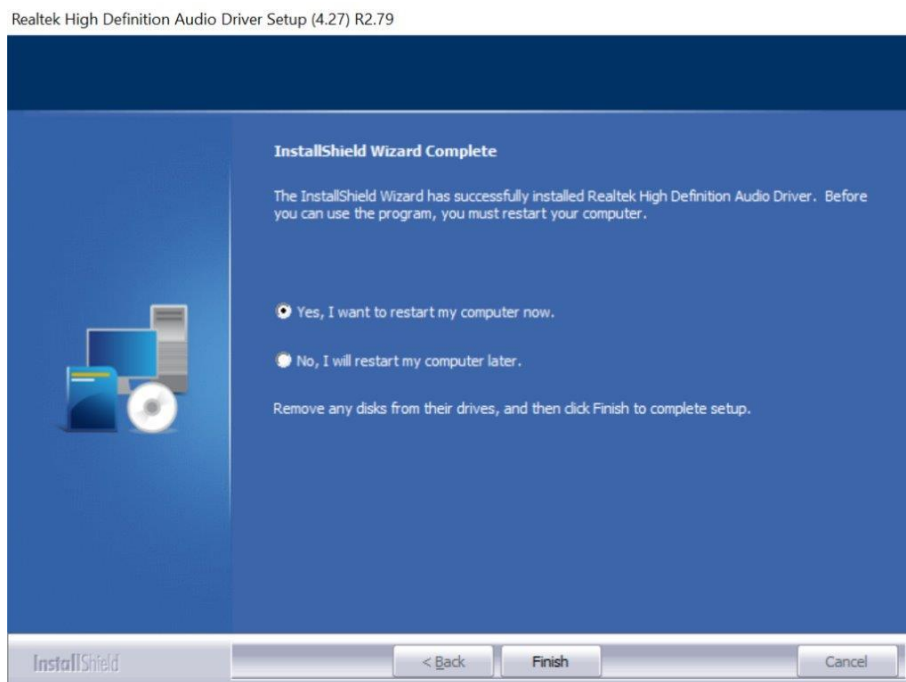 Realtek High Definition Audio Driver Setup (4.27) R2.79
InstallShield Wizard Complete
The InstallShield Wizard has successfully installed Realtek High Definition Audio Driver. Before
you can use the program, you must restart your computer.
Yes, I want to restart my computer now.
No, I will restart my computer later.
Remove any disks from their drives, and then click Finish to complete setup.
InstallShield
< Back
Finish
Cancel